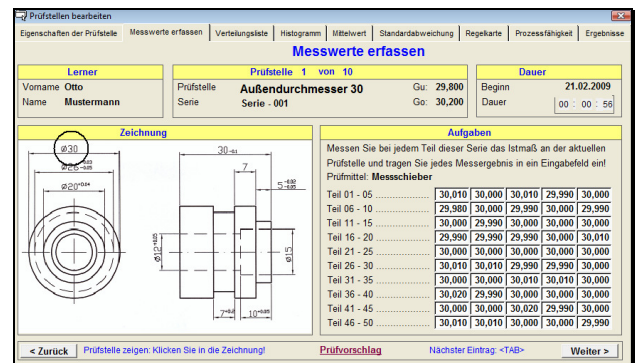 Prüfstellen bearbeiten
Eigenschaften der Prüfstelle Messwerte erfassen Verteilungsliste Histogramm Mittelwert Standardabweichung Regelkarte Prozessfähigkeit Ergebnisse
Messwerte erfassen
Lerner
Vorname Otto
Name Mustermann
Prüfstelle 1 von 10
Prüfstelle Außendurchmesser 30 Gu: 29,800
Serie Serie - 001 Go: 30,200
Dauer
Beginn 21.02.2009
Dauer 00 : 00 : 56
Zeichnung
Ø30
Ø20
30
7
5
Ø12
Ø15
7
10
Aufgaben
Messen Sie bei jedem Teil dieser Serie das Istmaß an der aktuellen
Prüfstelle und tragen Sie jedes Messergebnis in ein Eingabefeld ein!
Prüfmittel: Messschieber
Teil 01 - 05 30,010 30,000 30,010 29,990 30,000
Teil 06 - 10 29,980 30,000 29,990 30,000 29,990
Teil 11 - 15 30,000 29,990 30,000 30,000 30,000
Teil 16 - 20 29,990 29,990 29,990 30,000 30,010
Teil 21 - 25 30,000 30,000 30,000 30,000 30,000
Teil 26 - 30 30,010 30,010 29,990 29,990 30,000
Teil 31 - 35 30,000 30,000 30,010 30,010 30,000
Teil 36 - 40 30,020 29,990 30,000 30,000 30,000
Teil 41 - 45 30,000 30,000 30,000 30,020 30,000
Teil 46 - 50 30,010 30,010 30,000 30,000 29,990
< Zurück Prüfstelle zeigen: Klicken Sie in die Zeichnung! Prüfvorschlag Nächster Eintrag: <TAB> Weiter >